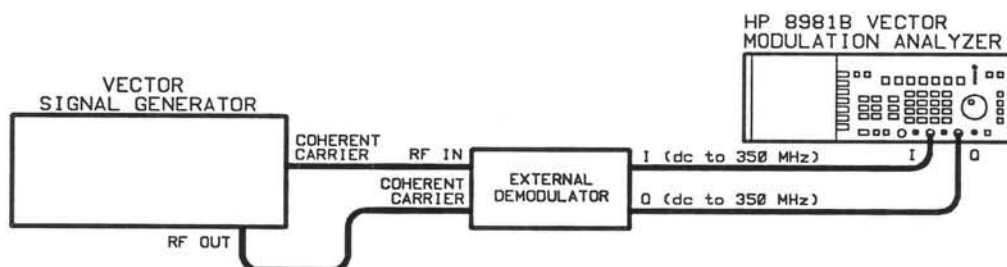 HP 8981B VECTOR
MODULATION ANALYZER
VECTOR
SIGNAL GENERATOR
COHERENT
CARRIER
RF IN
COHERENT
CARRIER
RF OUT
EXTERNAL
DEMODULATOR
I (dc to 350 MHz)
Q (dc to 350 MHz)
I
Q